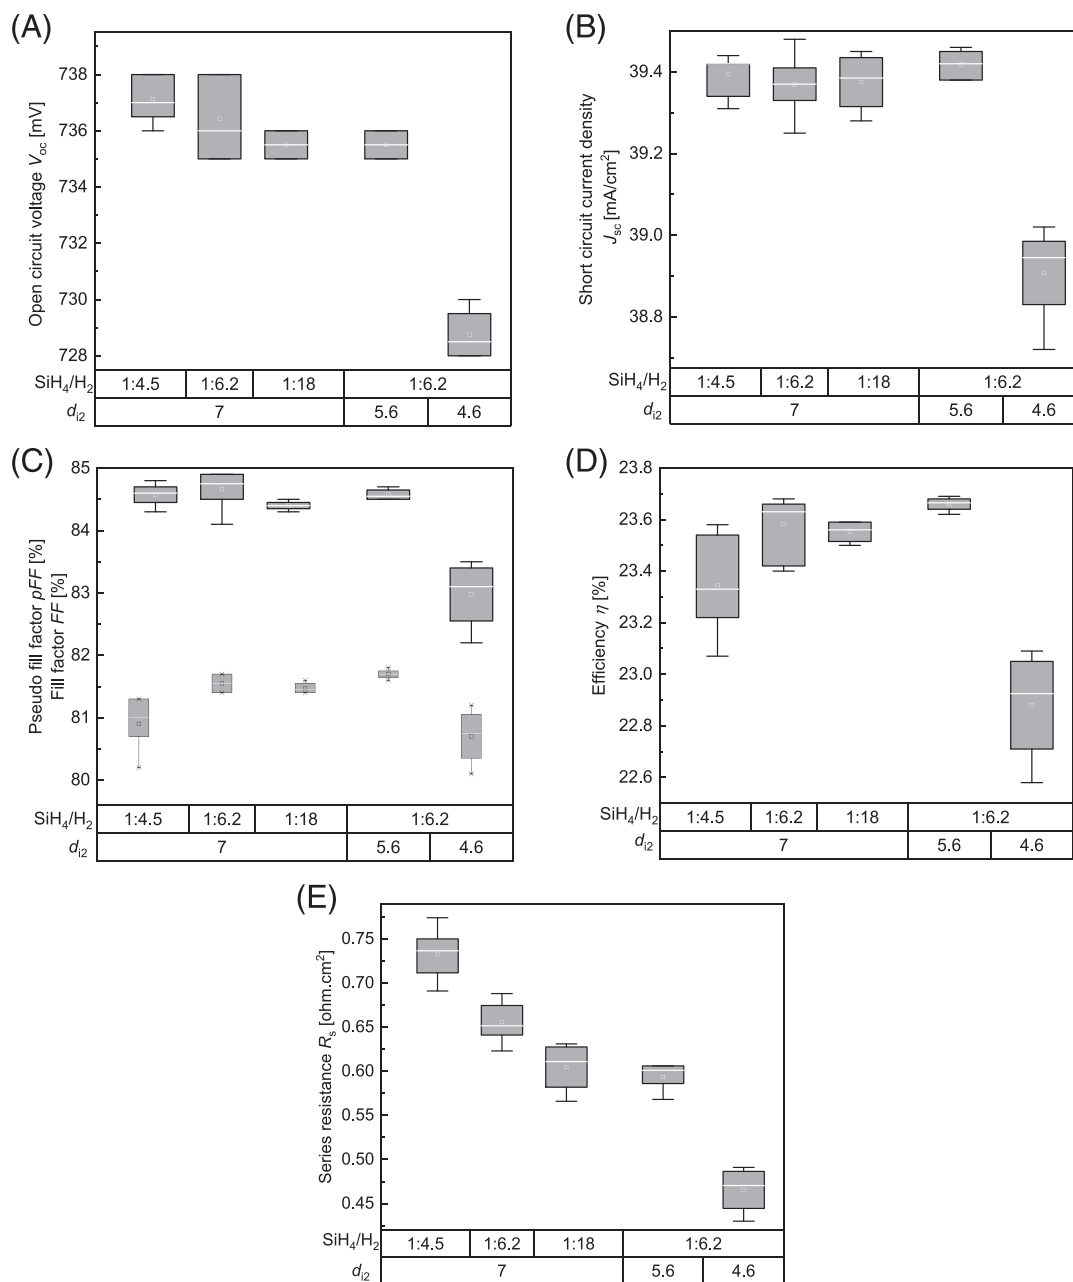 (A)
Open circuit voltage Voc [mV]
738
736
734
732
730
728
SiH4/H2
1:4.5
1:6.2
1:18
1:6.2
di2
7
5.6
4.6
(B)
Short circuit current density
Jsc [mA/cm2]
39.4
39.2
39.0
38.8
SiH4/H2
1:4.5
1:6.2
1:18
1:6.2
di2
7
5.6
4.6
(C)
Pseudo fill factor pFF [%]
Fill factor FF [%]
85
84
83
82
81
80
SiH4/H2
1:4.5
1:6.2
1:18
1:6.2
di2
7
5.6
4.6
(D)
Efficiency η [%]
23.8
23.6
23.4
23.2
23.0
22.8
22.6
SiH4/H2
1:4.5
1:6.2
1:18
1:6.2
di2
7
5.6
4.6
(E)
Series resistance Rs [ohm.cm2]
0.75
0.70
0.65
0.60
0.55
0.50
0.45
SiH4/H2
1:4.5
1:6.2
1:18
1:6.2
di2
7
5.6
4.6